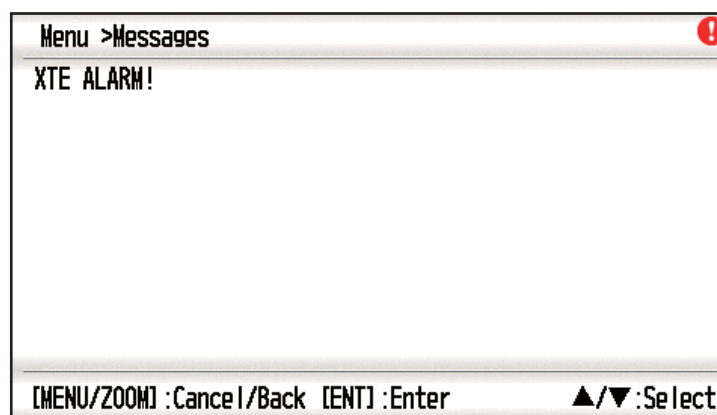 Menu >Messages
XTE ALARM!
[MENU/ZOOM]:Cancel/Back [ENT]:Enter ▲/▼:Select